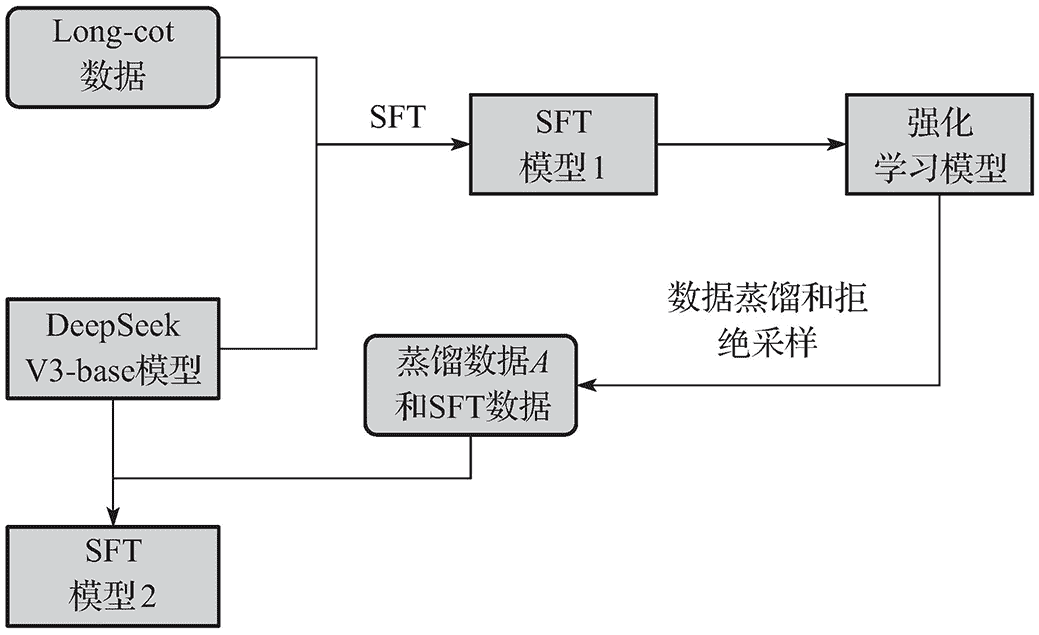 Long-cot
数据
SFT
SFT
模型1
强化
学习模型
DeepSeek
V3-base模型
数据蒸馏和拒
绝采样
蒸馏数据A
和SFT数据
SFT
模型2